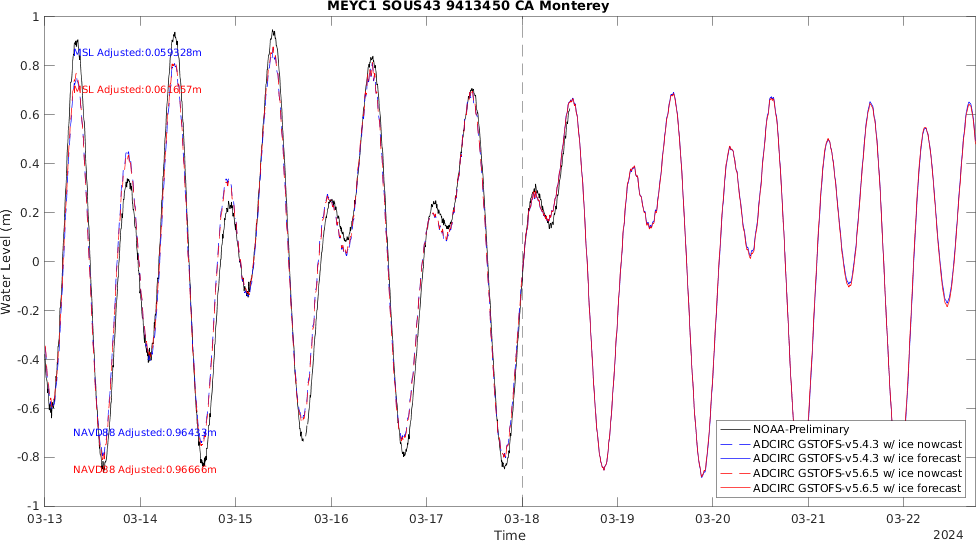 MEYC1 SOUS43 9413450 CA Monterey
Water Level (m)
1
0.8
0.6
0.4
0.2
0
-0.2
-0.4
-0.6
-0.8
-1
MSL Adjusted:0.059328m
MSL Adjusted:0.061667m
NAVD88 Adjusted:0.96433m
NAVD88 Adjusted:0.96666m
NOAA-Preliminary
ADCIRC GSTOFS-v5.4.3 w/ ice nowcast
ADCIRC GSTOFS-v5.4.3 w/ ice forecast
ADCIRC GSTOFS-v5.6.5 w/ ice nowcast
ADCIRC GSTOFS-v5.6.5 w/ ice forecast
03-13 03-14 03-15 03-16 03-17 03-18 03-19 03-20 03-21 03-22
Time
2024